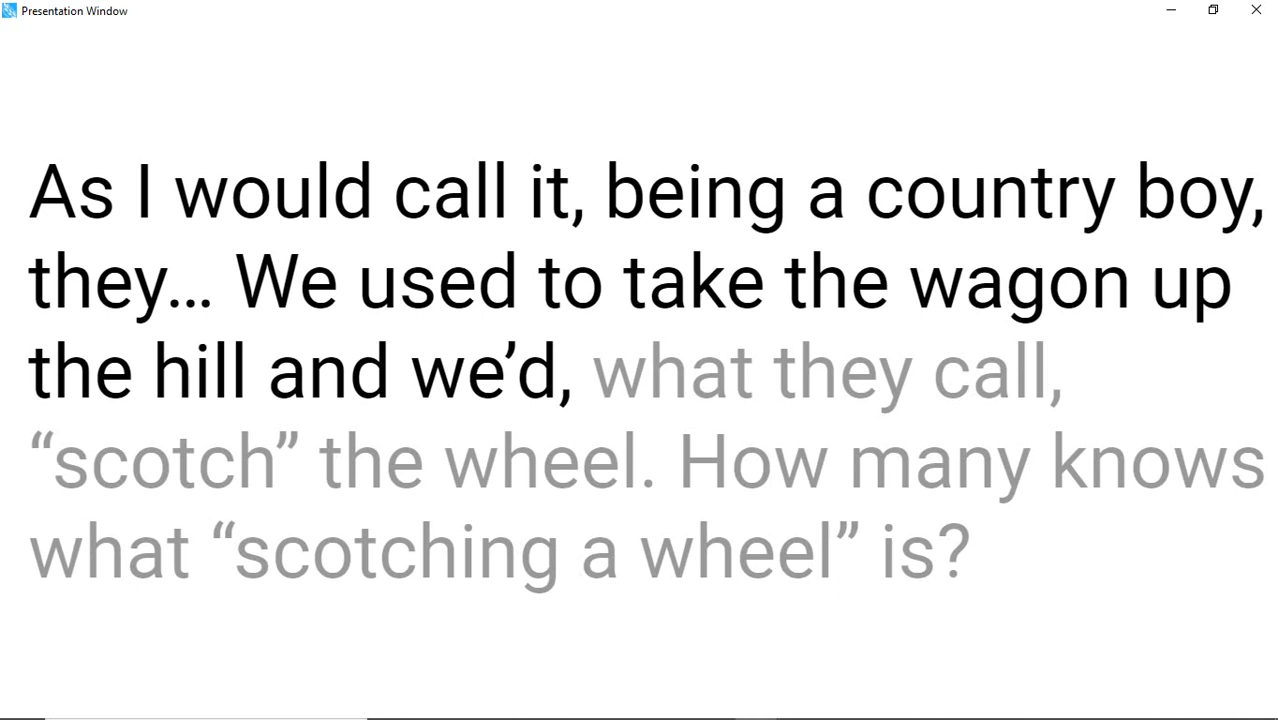 Presentation Window
As I would call it, being a country boy,
they… We used to take the wagon up
the hill and we’d, what they call,
“scotch” the wheel. How many knows
what “scotching a wheel” is?